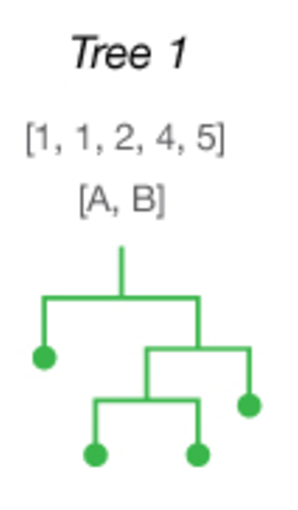 Tree 1
[1, 1, 2, 4, 5]
[A, B]